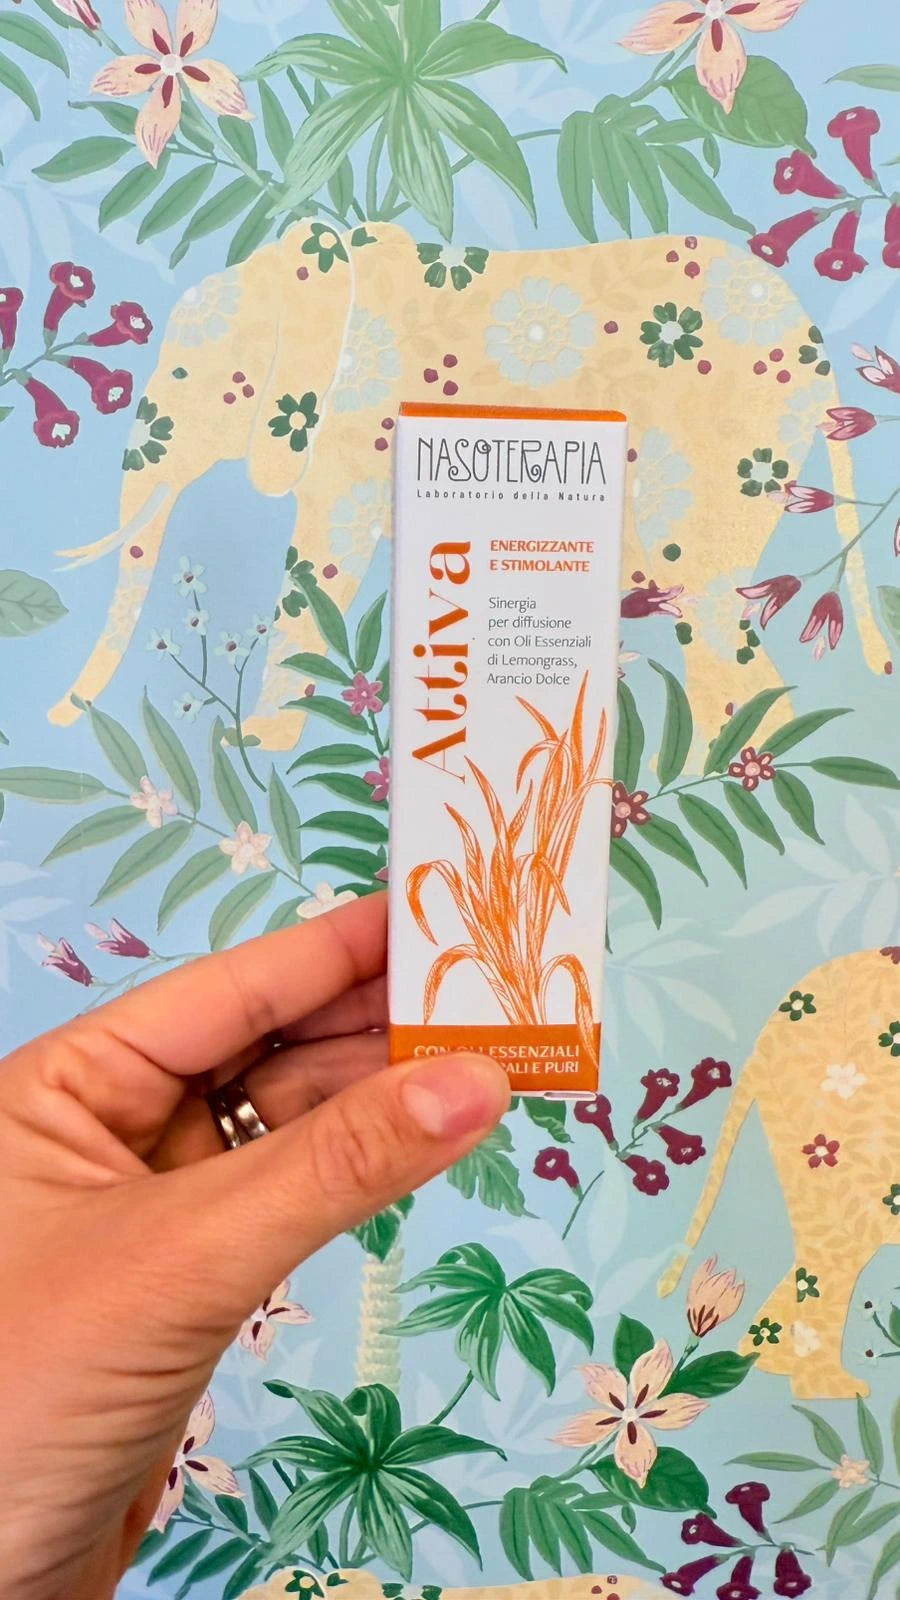 NASOTERAPIA
Laboratorio della Natura
Attiva
ENERGIZZANTE
E STIMOLANTE
Sinergia
per diffusione
con Oli Essenziali
di Lemongrass,
Arancio Dolce
CON OLI ESSENZIALI
E PURI